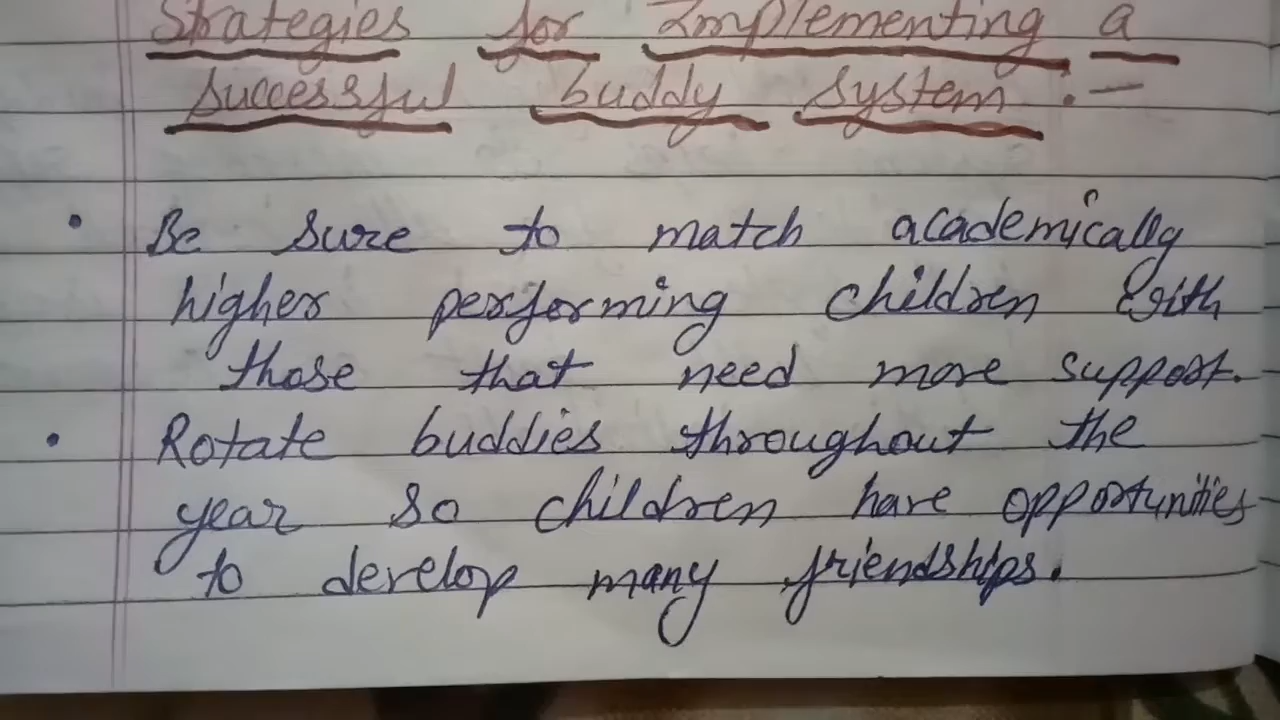 Strategies for Implementing a
successful buddy system :-
• Be sure to match academically
higher performing children with
those that need more support.
• Rotate buddies throughout the
year so children have opportunities
to develop many friendships.